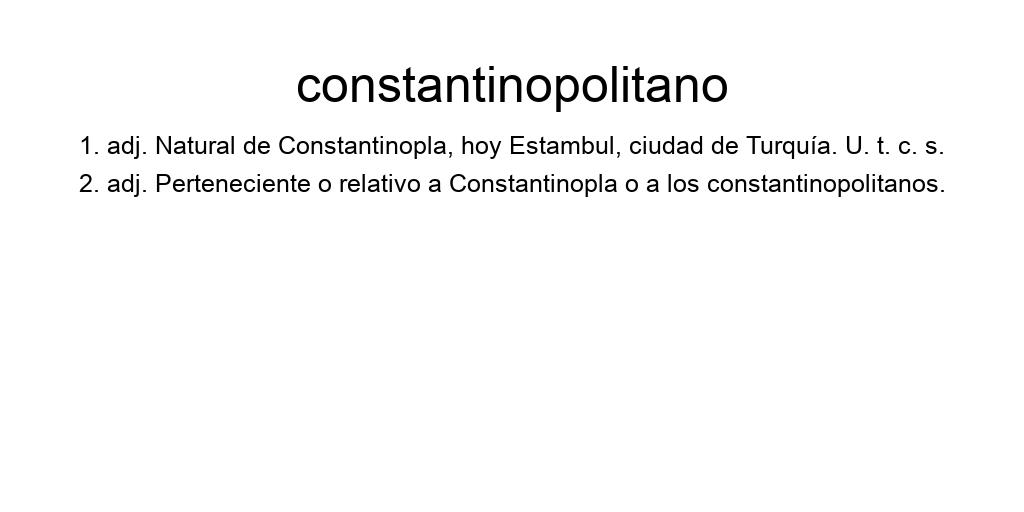 constantinopolitano
1. adj. Natural de Constantinopla, hoy Estambul, ciudad de Turquía. U. t. c. s.
2. adj. Perteneciente o relativo a Constantinopla o a los constantinopolitanos.